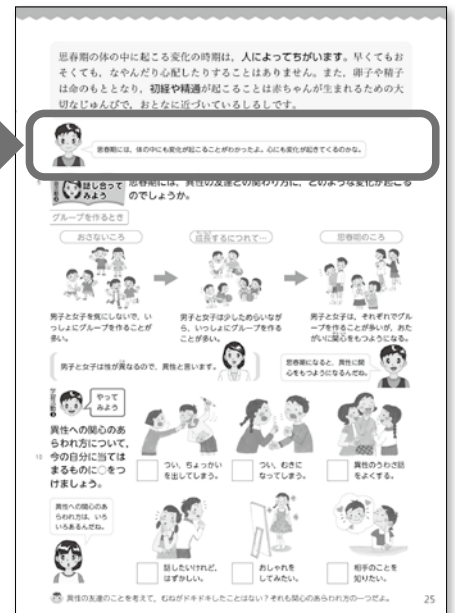 思春期の体の中に起こる変化の時期は，人によってちがいます。早くてもお
そくても，なやんだり心配したりすることはありません。また，卵子や精子
は命のもととなり，初経や精通が起こることは赤ちゃんが生まれるための大
切なじゅんびで，おとなに近づいているしるしです。
思春期には，体の中にも変化が起こることがわかったよ。心にも変化が起きてくるのかな。
5
話し合って
みよう
思春期には，異性の友達との関わり方に，どのような変化が起こる
のでしょうか。
グループを作るとき
おさないころ
成長するにつれて…
思春期のころ
男子と女子を気にしないで，い
っしょにグループを作ることが
多い。
男子と女子は少しためらいなが
ら，いっしょにグループを作る
ことが多い。
男子と女子は，それぞれでグル
ープを作ることが多いが，おた
がいに関心をもつようになる。
男子と女子は性が異なるので，異性と思います。
思春期になると，異性に関
心をもつようになるんだね。
学習活動
やって
みよう
異性への関心のあ
らわれ方について，
10
今の自分に当ては
まるものに○をつ
けましょう。
つい，ちょっかい
を出してしまう。
つい，むきに
なってしまう。
異性のうわさ話
をよくする。
異性への関心の
あらわれ方は，いろ
いろあるんだね。
話したいけれど，
はずかしい。
おしゃれを
してみたい。
相手のことを
知りたい。
異性の友達のことを考えて，むねがドキドキしたことはない？それも関心のあらわれ方の一つだよ。
25